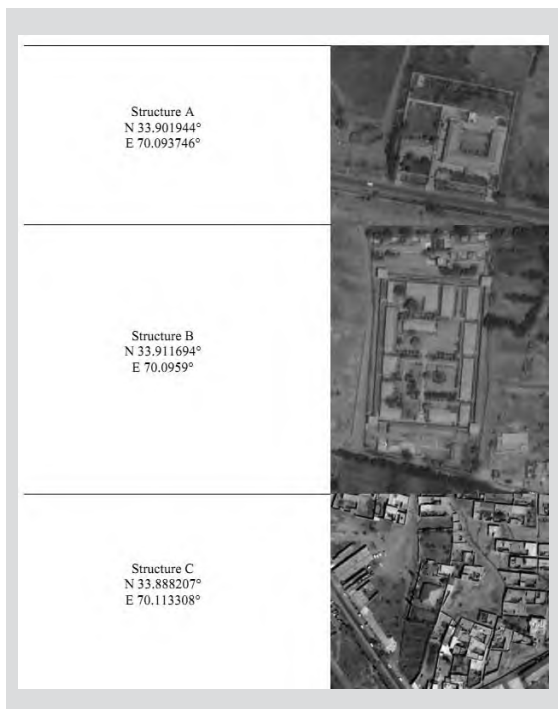 Structure A
N 33.901944°
E 70.093746°
Structure B
N 33.911694°
E 70.0959°
Structure C
N 33.888207°
E 70.113308°